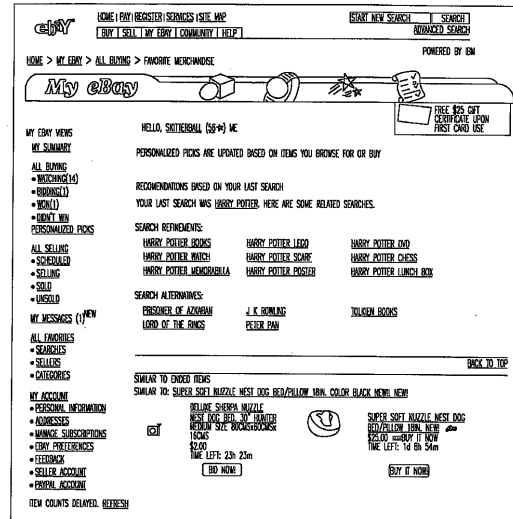 ebY
HOME | PAY | REGISTER | SERVICES | SITE MAP
START NEW SEARCH SEARCH
BUY SELL MY EBAY COMMUNITY HELP
ADVANCED SEARCH
POWERED BY IBM
HOME > MY EBAY > ALL BUYING > FAVORITE MERCHANDISE
My eBay
FREE $25 GIFT
CERTIFICATE UPON
FIRST CARD USE
HELLO, SKITTERBALL (56☆) ME
MY EBAY VIEWS
MY SUMMARY
ALL BUYING
• WATCHING(14)
• BIDDING(1)
• WON(1)
• DIDN'T WIN
PERSONALIZED PICKS
ALL SELLING
• SCHEDULED
• SELLING
• SOLD
• UNSOLD
MY MESSAGES (1) NEW
ALL FAVORITES
• SEARCHES
• SELLERS
• CATEGORIES
MY ACCOUNT
• PERSONAL INFORMATION
• ADDRESSES
• MANAGE SUBSCRIPTIONS
• EBAY PREFERENCES
• FEEDBACK
• SELLER ACCOUNT
• PAYPAL ACCOUNT
ITEM COUNTS DELAYED. REFRESH
PERSONALIZED PICKS ARE UPDATED BASED ON ITEMS YOU BROWSE FOR OR BUY
RECOMENDATIONS BASED ON YOUR LAST SEARCH
YOUR LAST SEARCH WAS HARRY POTTER. HERE ARE SOME RELATED SEARCHES.
SEARCH REFINEMENTS:
HARRY POTTER BOOKS HARRY POTTER LEGO HARRY POTTER DVD
HARRY POTTER WATCH HARRY POTTER SCARF HARRY POTTER CHESS
HARRY POTTER MEMORABILLA HARRY POTTER POSTER HARRY POTTER LUNCH BOX
SEARCH ALTERNATIVES:
PRISONER OF AZKABAN J K ROWLING TOLKIEN BOOKS
LORD OF THE RINGS PETER PAN
BACK TO TOP
SIMILAR TO ENDED ITEMS
SIMILAR TO: SUPER SOFT NUZZLE NEST DOG BED/PILLOW 18IN. COLOR BLACK NEW!! NEW!
DELUXE SHERPA NUZZLE
NEST DOG BED. 30" HUNTER
MEDIUM SIZE 80CMSx60CMSx
16CMS
$2.00
TIME LEFT: 23h 23m
BID NOW!
SUPER SOFT NUZZLE NEST DOG
BED/PILLOW 18IN. NEW!
$25.00 =BUY IT NOW
TIME LEFT: 1d 8h 54m
BUY IT NOW!